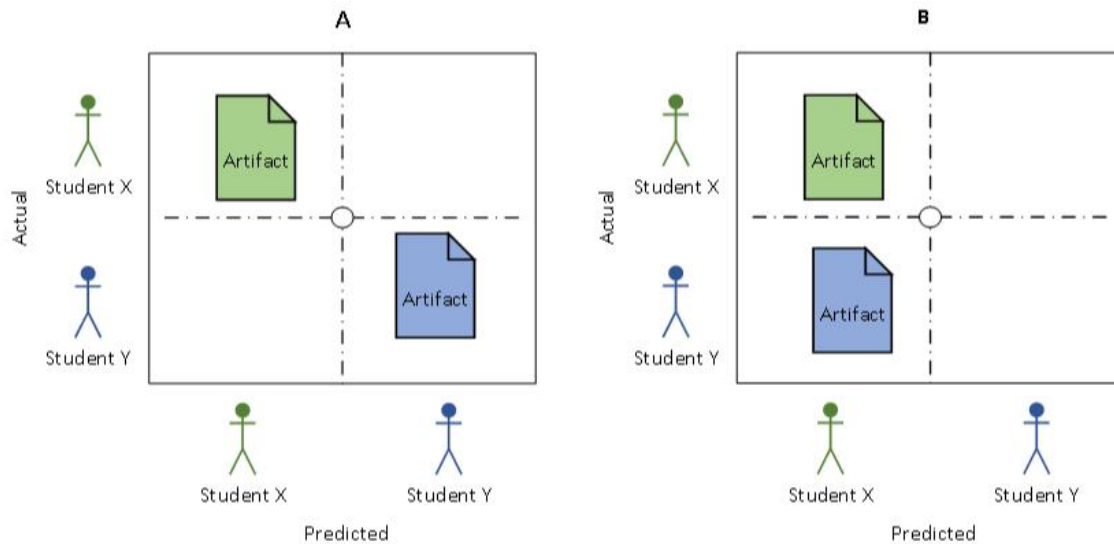 A
Actual
Student X
Artifact
Student Y
Artifact
Student X
Student Y
Predicted
B
Actual
Student X
Artifact
Student Y
Artifact
Student X
Student Y
Predicted